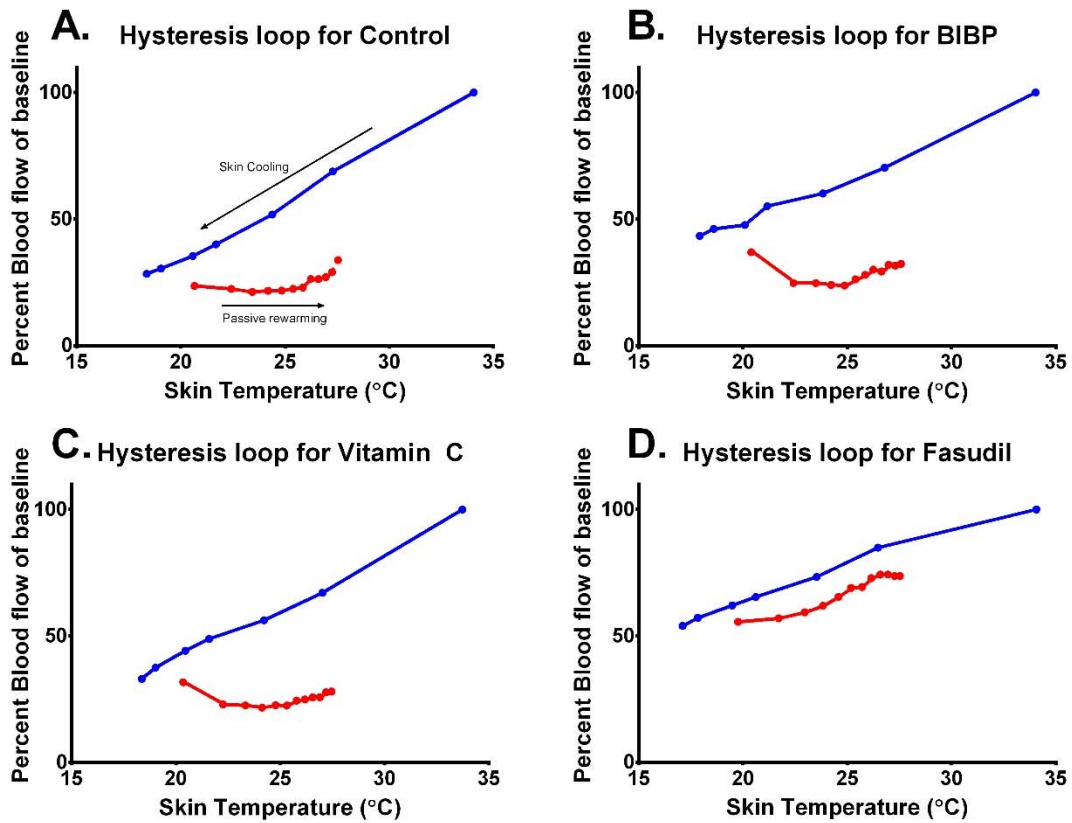 A.
Hysteresis loop for Control
Percent Blood flow of baseline
100
50
0
Skin Cooling
Passive rewarming
15 20 25 30 35
Skin Temperature (°C)
B.
Hysteresis loop for BIBP
Percent Blood flow of baseline
100
50
0
15 20 25 30 35
Skin Temperature (°C)
C.
Hysteresis loop for Vitamin C
Percent Blood flow of baseline
100
50
0
15 20 25 30 35
Skin Temperature (°C)
D.
Hysteresis loop for Fasudil
Percent Blood flow of baseline
100
50
0
15 20 25 30 35
Skin Temperature (°C)